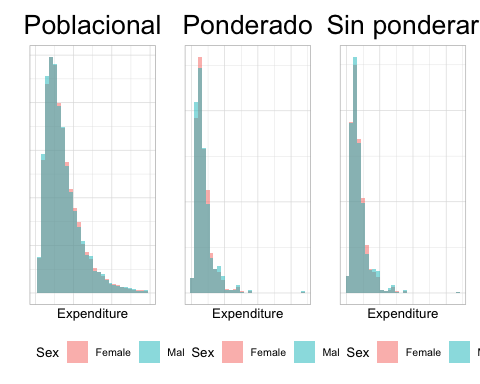 Poblacional Ponderado Sin ponderar
Expenditure Expenditure Expenditure
Sex Female Mal Sex Female Mal Sex Female